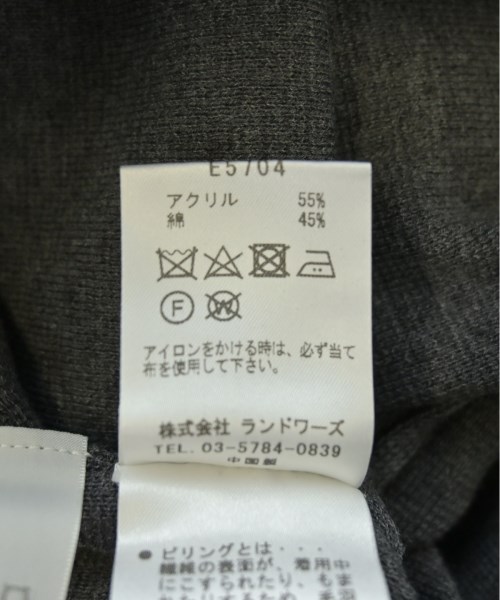 E5704
アクリル 55%
綿 45%
F W
アイロンをかける時は、必ず当て
布を使用して下さい。
株式会社 ランドワーズ
TEL. 03-5784-0839
中国製
● ピリングとは・・・
繊維の表面が、着用中
にこすられたり、もま